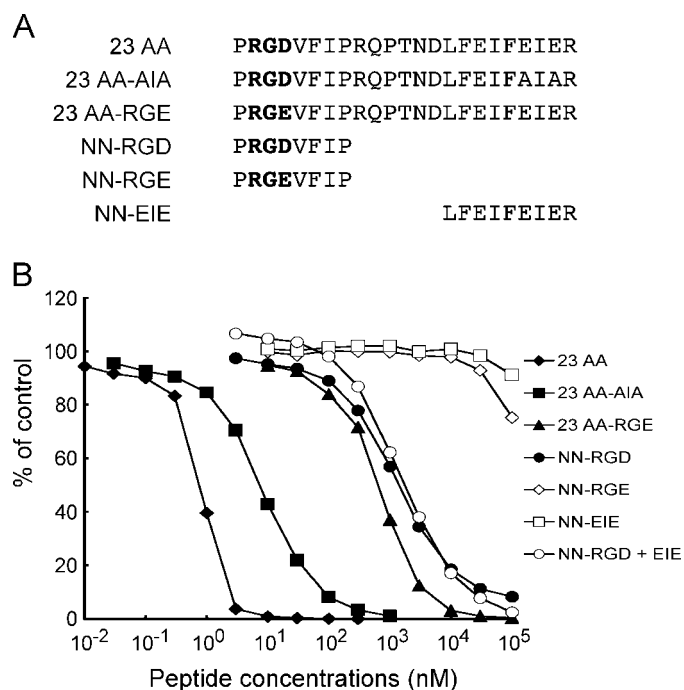 A
23 AA PRGDVFIPRQPTNDLFEIFEIER
23 AA-AIA PRGDVFIPRQPTNDLFEIFAIAR
23 AA-RGE PRGEVFIPRQPTNDLFEIFEIER
NN-RGD PRGDVFIP
NN-RGE PRGEVFIP
NN-EIE LFEIFEIER
B
120
100
80
60
40
20
0
% of control
10-2 10-1 100 101 102 103 104 105
Peptide concentrations (nM)
23 AA
23 AA-AIA
23 AA-RGE
NN-RGD
NN-RGE
NN-EIE
NN-RGD + EIE